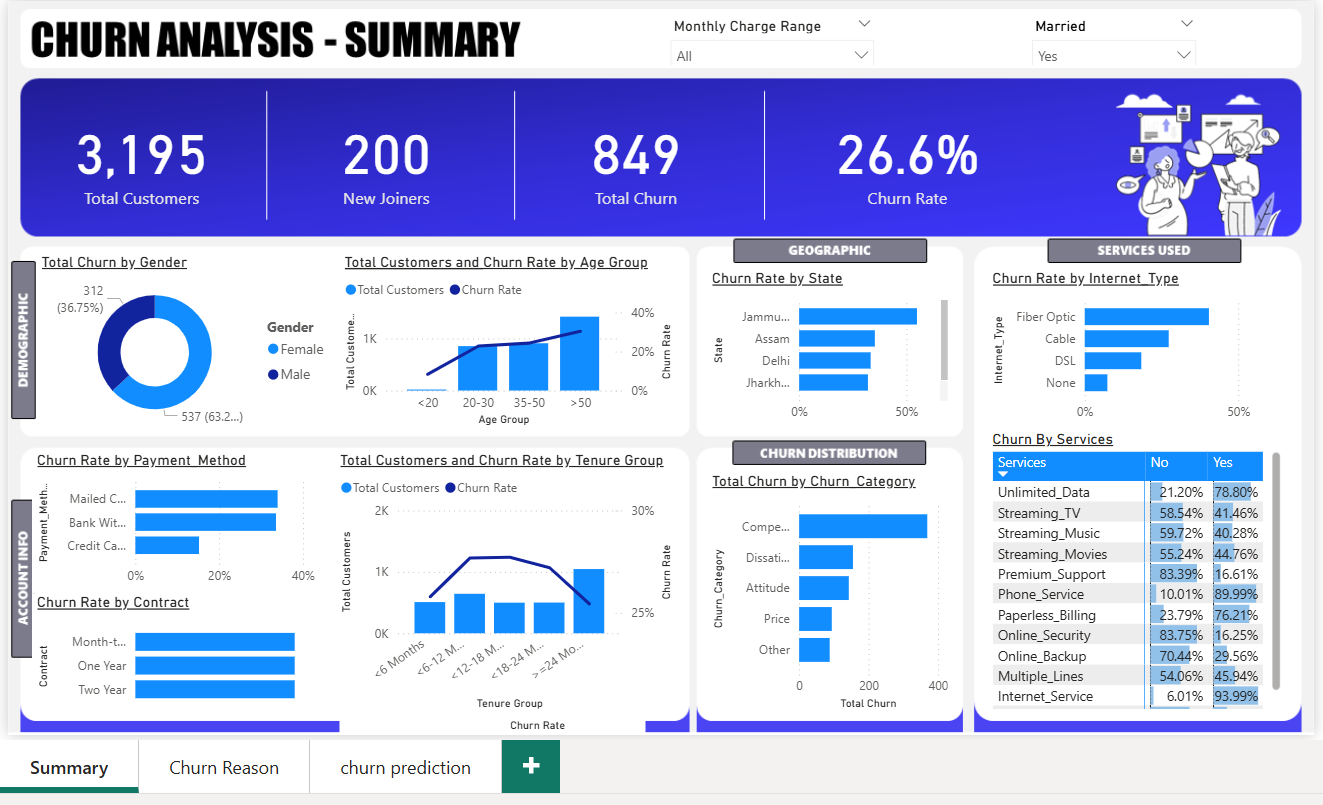 CHURN ANALYSIS - SUMMARY
Monthly Charge Range
All
Married
Yes
3,195
Total Customers
200
New Joiners
849
Total Churn
26.6%
Churn Rate
DEMOGRAPHIC
Total Churn by Gender
312
(36.75%)
537 (63.2...)
Gender
Female
Male
Total Customers and Churn Rate by Age Group
Total Customers Churn Rate
Total Custome...
1K
0K
40%
20%
0%
Churn Rate
<20 20-30 35-50 >50
Age Group
GEOGRAPHIC
Churn Rate by State
State
Jammu...
Assam
Delhi
Jharkh...
0% 50%
SERVICES USED
Churn Rate by Internet_Type
Internet_Type
Fiber Optic
Cable
DSL
None
0% 50%
ACCOUNT INFO
Churn Rate by Payment_Method
Payment_Meth...
Mailed C...
Bank Wit...
Credit Ca...
0% 20% 40%
Churn Rate by Contract
Contract
Month-t...
One Year
Two Year
Total Customers and Churn Rate by Tenure Group
Total Customers Churn Rate
Total Customers
2K
1K
0K
30%
25%
Churn Rate
<6 Months <6-12 M... <12-18 M... <18-24 M... >=24 Mo...
Tenure Group
Churn Rate
CHURN DISTRIBUTION
Total Churn by Churn_Category
Churn_Category
Compe...
Dissati...
Attitude
Price
Other
0 200 400
Total Churn
Churn By Services
Services No Yes
Unlimited_Data 21.20% 78.80%
Streaming_TV 58.54% 41.46%
Streaming_Music 59.72% 40.28%
Streaming_Movies 55.24% 44.76%
Premium_Support 83.39% 16.61%
Phone_Service 10.01% 89.99%
Paperless_Billing 23.79% 76.21%
Online_Security 83.75% 16.25%
Online_Backup 70.44% 29.56%
Multiple_Lines 54.06% 45.94%
Internet_Service 6.01% 93.99%
Summary
Churn Reason
churn prediction
+